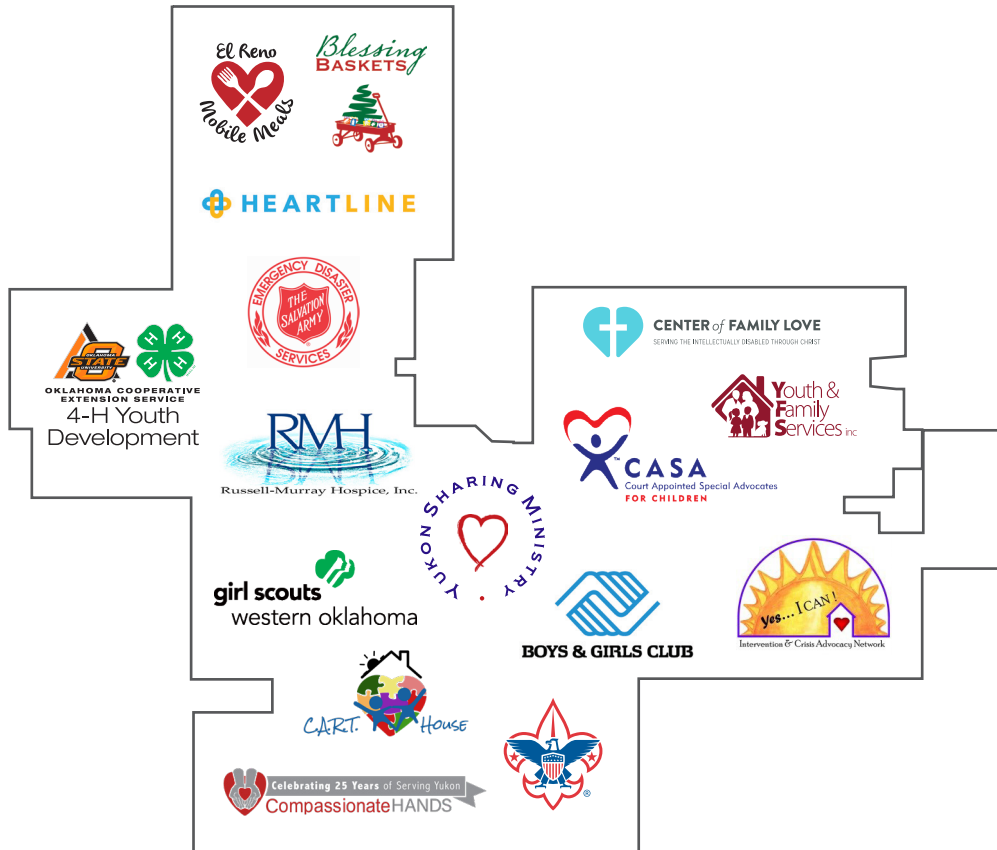 El Reno
Mobile Meals
Blessing
BASKETS
HEARTLINE
EMERGENCY DISASTER
THE
SALVATION
ARMY
SERVICES
®
OKLAHOMA
STATE
UNIVERSITY
®
H H
H H
OKLAHOMA COOPERATIVE
EXTENSION SERVICE
4-H Youth
Development
CENTER of FAMILY LOVE
SERVING THE INTELLECTUALLY DISABLED THROUGH CHRIST
Youth &
Family
Services inc
RMH
Russell-Murray Hospice, Inc.
™
CASA
Court Appointed Special Advocates
FOR CHILDREN
YUKON SHARING MINISTRY
girl scouts
western oklahoma
BOYS & GIRLS CLUB
Yes...I CAN!
Intervention & Crisis Advocacy Network
C.A.R.T. HOUSE
Celebrating 25 Years of Serving Yukon
CompassionateHANDS
®